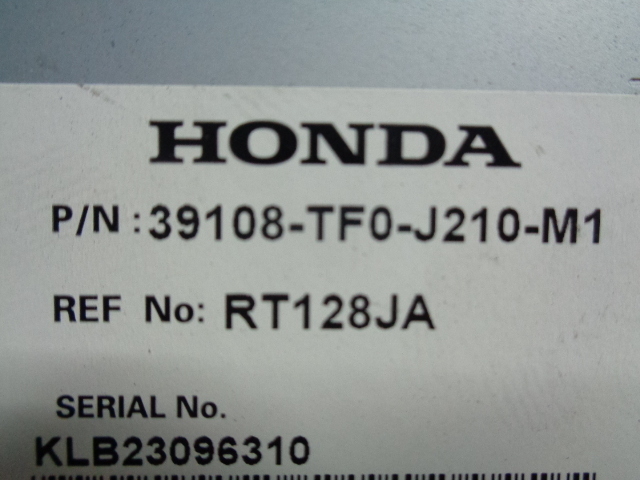 HONDA
P/N : 39108-TF0-J210-M1
REF No: RT128JA
SERIAL No.
KLB23096310